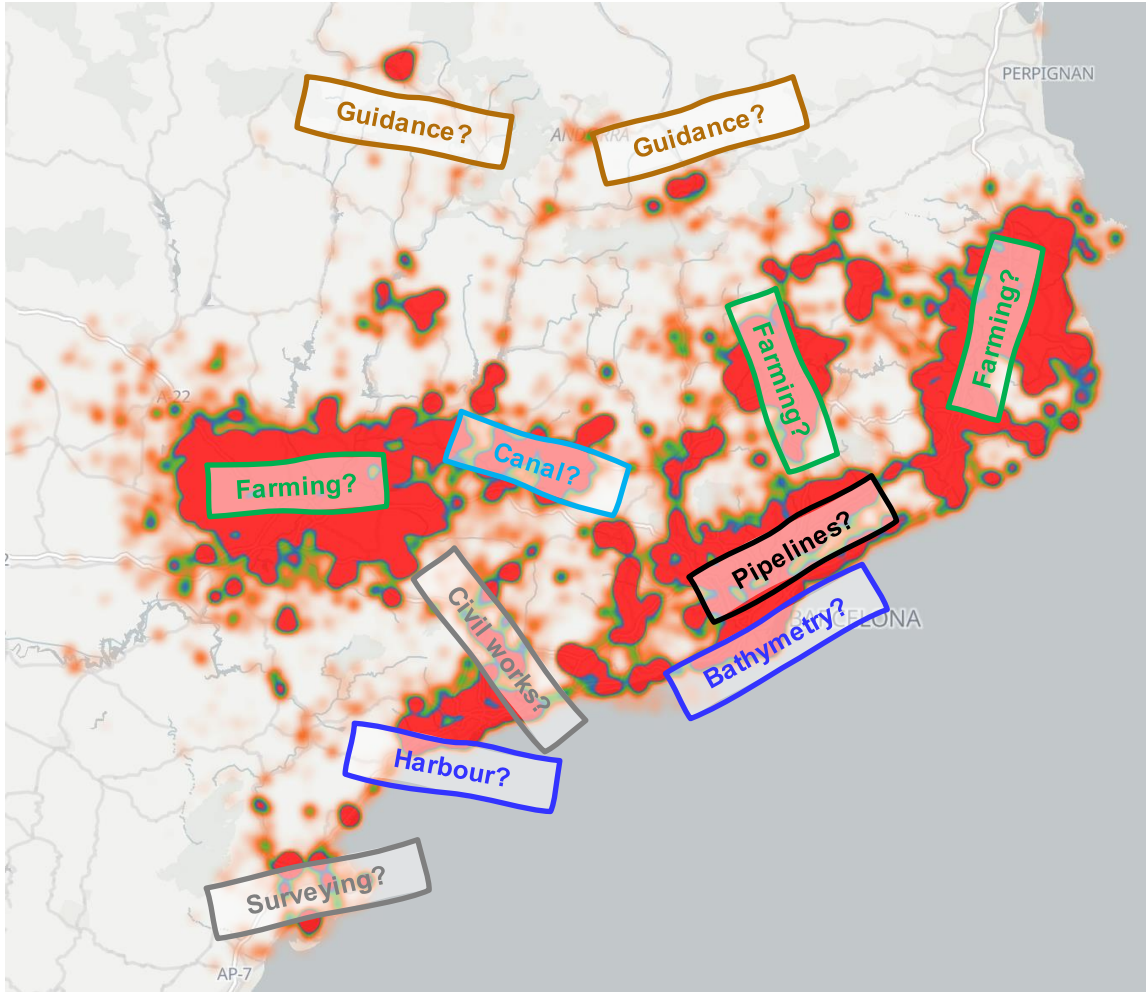 PERPIGNAN
Guidance?
Guidance?
Farming?
Farming?
A-22
Canal?
Farming?
Pipelines?
Civil works?
BARCELONA
Bathymetry?
Harbour?
Surveying?
AP-7